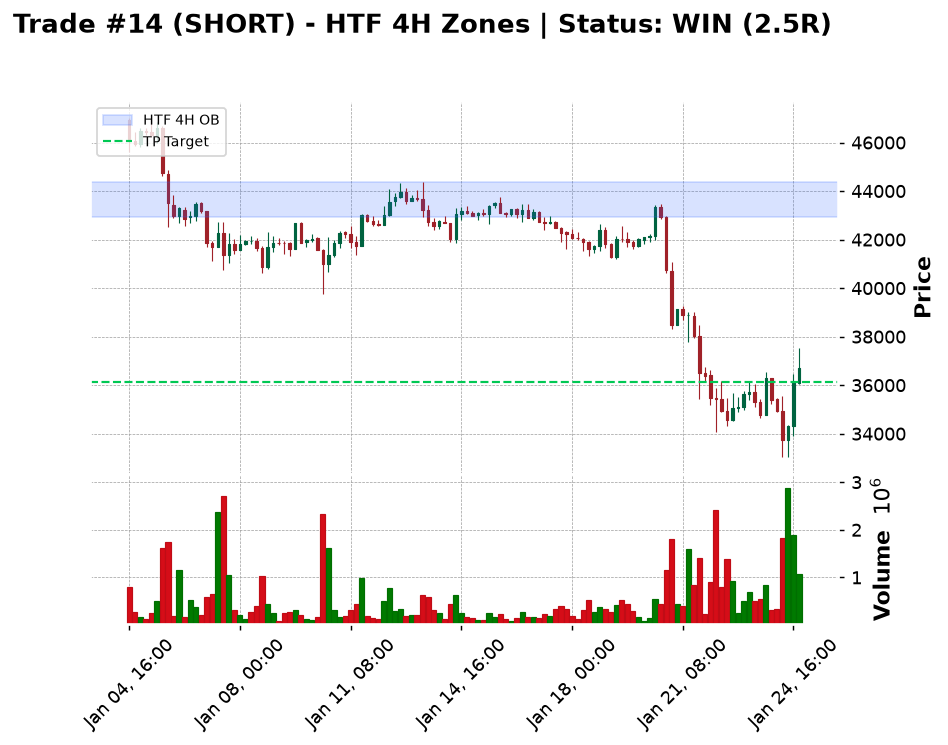 Trade #14 (SHORT) - HTF 4H Zones | Status: WIN (2.5R)
HTF 4H OB
TP Target
46000
44000
42000
40000
38000
36000
34000
Price
3
2
1
Volume 10⁶
Jan 04, 16:00
Jan 08, 00:00
Jan 11, 08:00
Jan 14, 16:00
Jan 18, 00:00
Jan 21, 08:00
Jan 24, 16:00